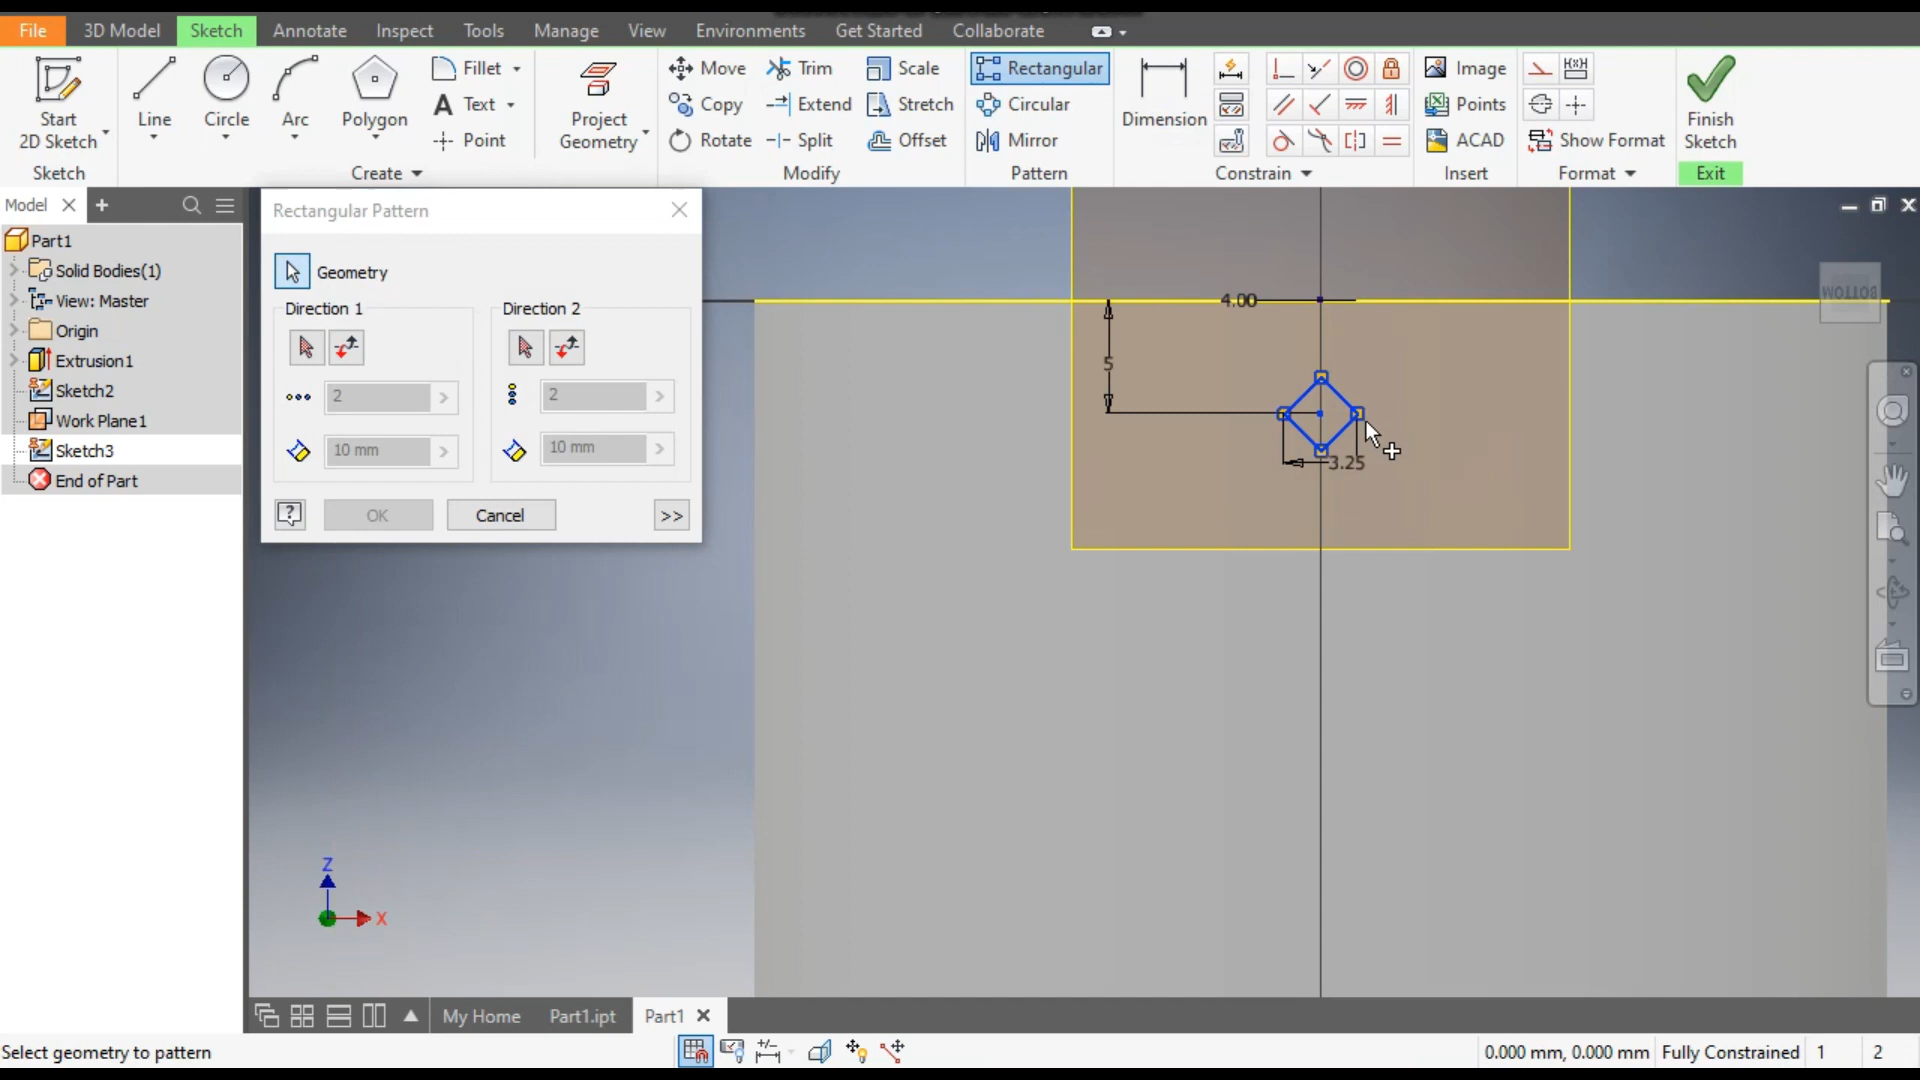 File 3D Model Sketch Annotate Inspect Tools Manage View Environments Get Started Collaborate
Start
2D Sketch
Line
Circle
Arc
Polygon
Fillet
Text
Point
Project
Geometry
Move
Copy
Rotate
Trim
Extend
Split
Scale
Stretch
Offset
Rectangular
Circular
Mirror
Dimension
Image
Points
ACAD
Show Format
Finish
Sketch
Sketch Create Modify Pattern Constrain Insert Format Exit
Model
Part1
Solid Bodies(1)
View: Master
Origin
Extrusion1
Sketch2
Work Plane1
Sketch3
End of Part
Rectangular Pattern
Geometry
Direction 1
2
10 mm
Direction 2
2
10 mm
OK
Cancel
>>
4.00
5
3.25
BOTTOM
Z
X
My Home Part1.ipt Part1
Select geometry to pattern
0.000 mm, 0.000 mm Fully Constrained 1 2